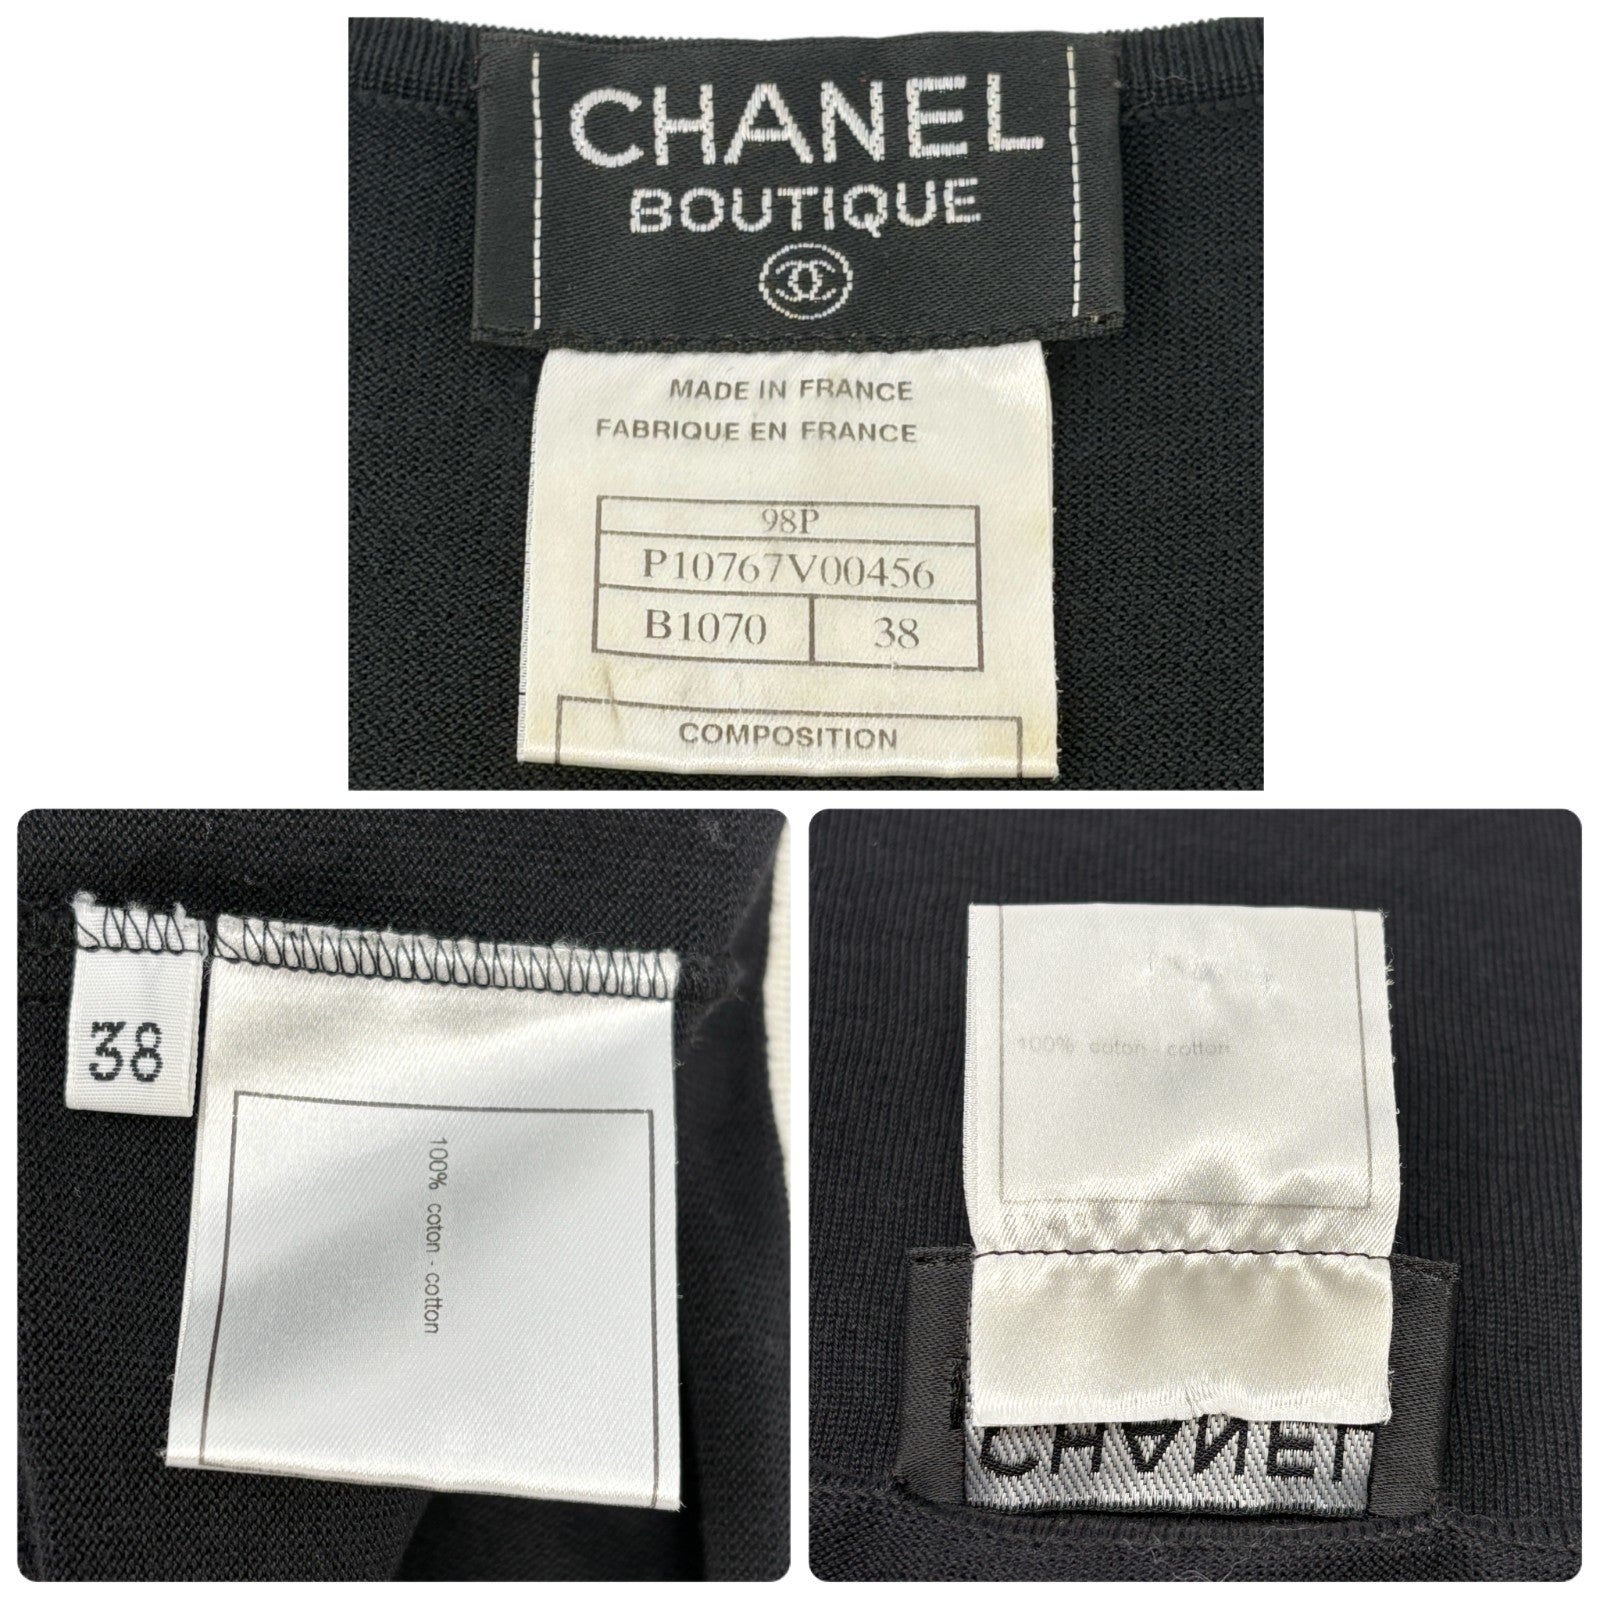 CHANEL
BOUTIQUE
MADE IN FRANCE
FABRIQUE EN FRANCE
98P
P10767V00456
B1070 38
COMPOSITION
38
100% coton - cotton
100% coton - cotton
CHANEL